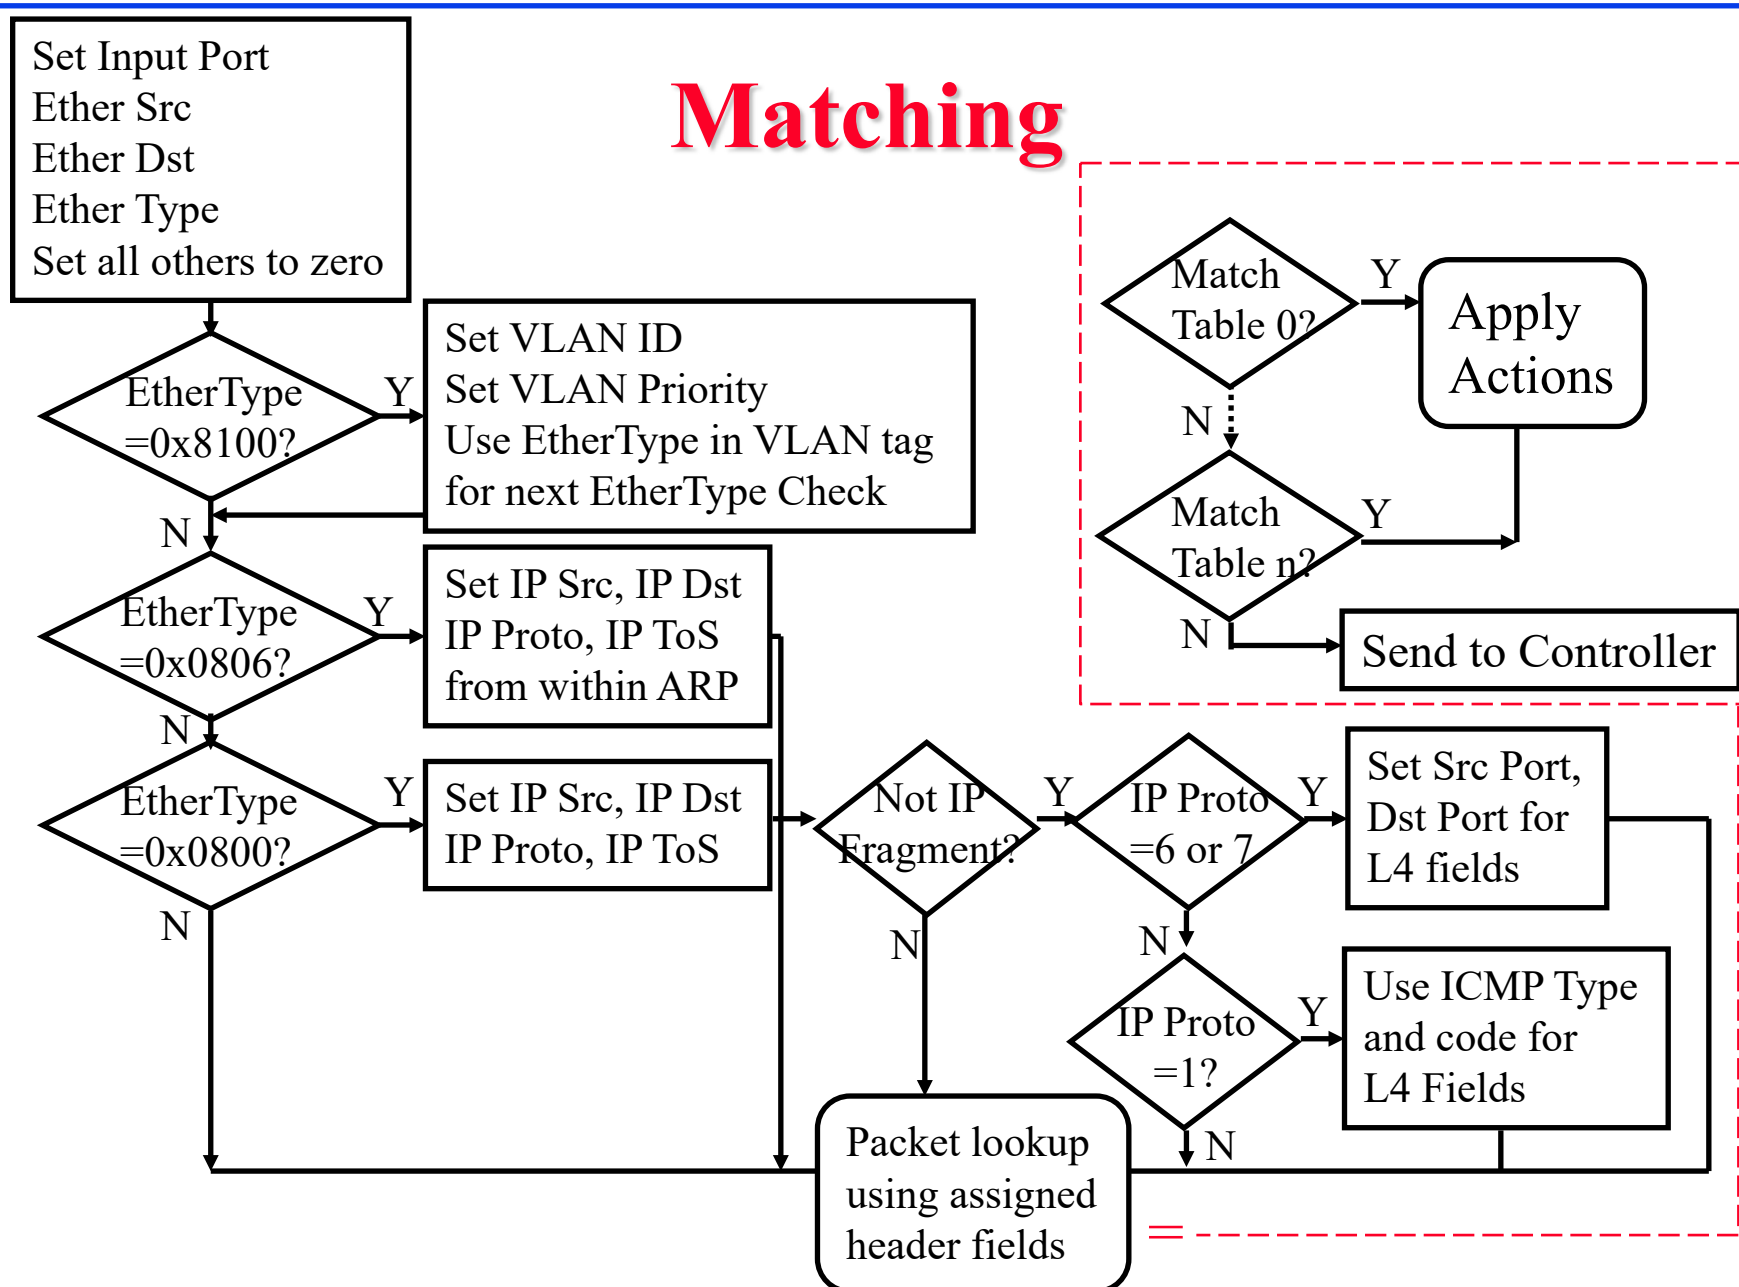 Matching
Set Input Port
Ether Src
Ether Dst
Ether Type
Set all others to zero
EtherType
=0x8100?
Y
N
Set VLAN ID
Set VLAN Priority
Use EtherType in VLAN tag
for next EtherType Check
EtherType
=0x0806?
Y
N
Set IP Src, IP Dst
IP Proto, IP ToS
from within ARP
EtherType
=0x0800?
Y
N
Set IP Src, IP Dst
IP Proto, IP ToS
Not IP
Fragment?
Y
N
IP Proto
=6 or 7
Y
N
Set Src Port,
Dst Port for
L4 fields
IP Proto
=1?
Y
N
Use ICMP Type
and code for
L4 Fields
Packet lookup
using assigned
header fields
=
Match
Table 0?
Y
N
Apply
Actions
Match
Table n?
Y
N
Send to Controller